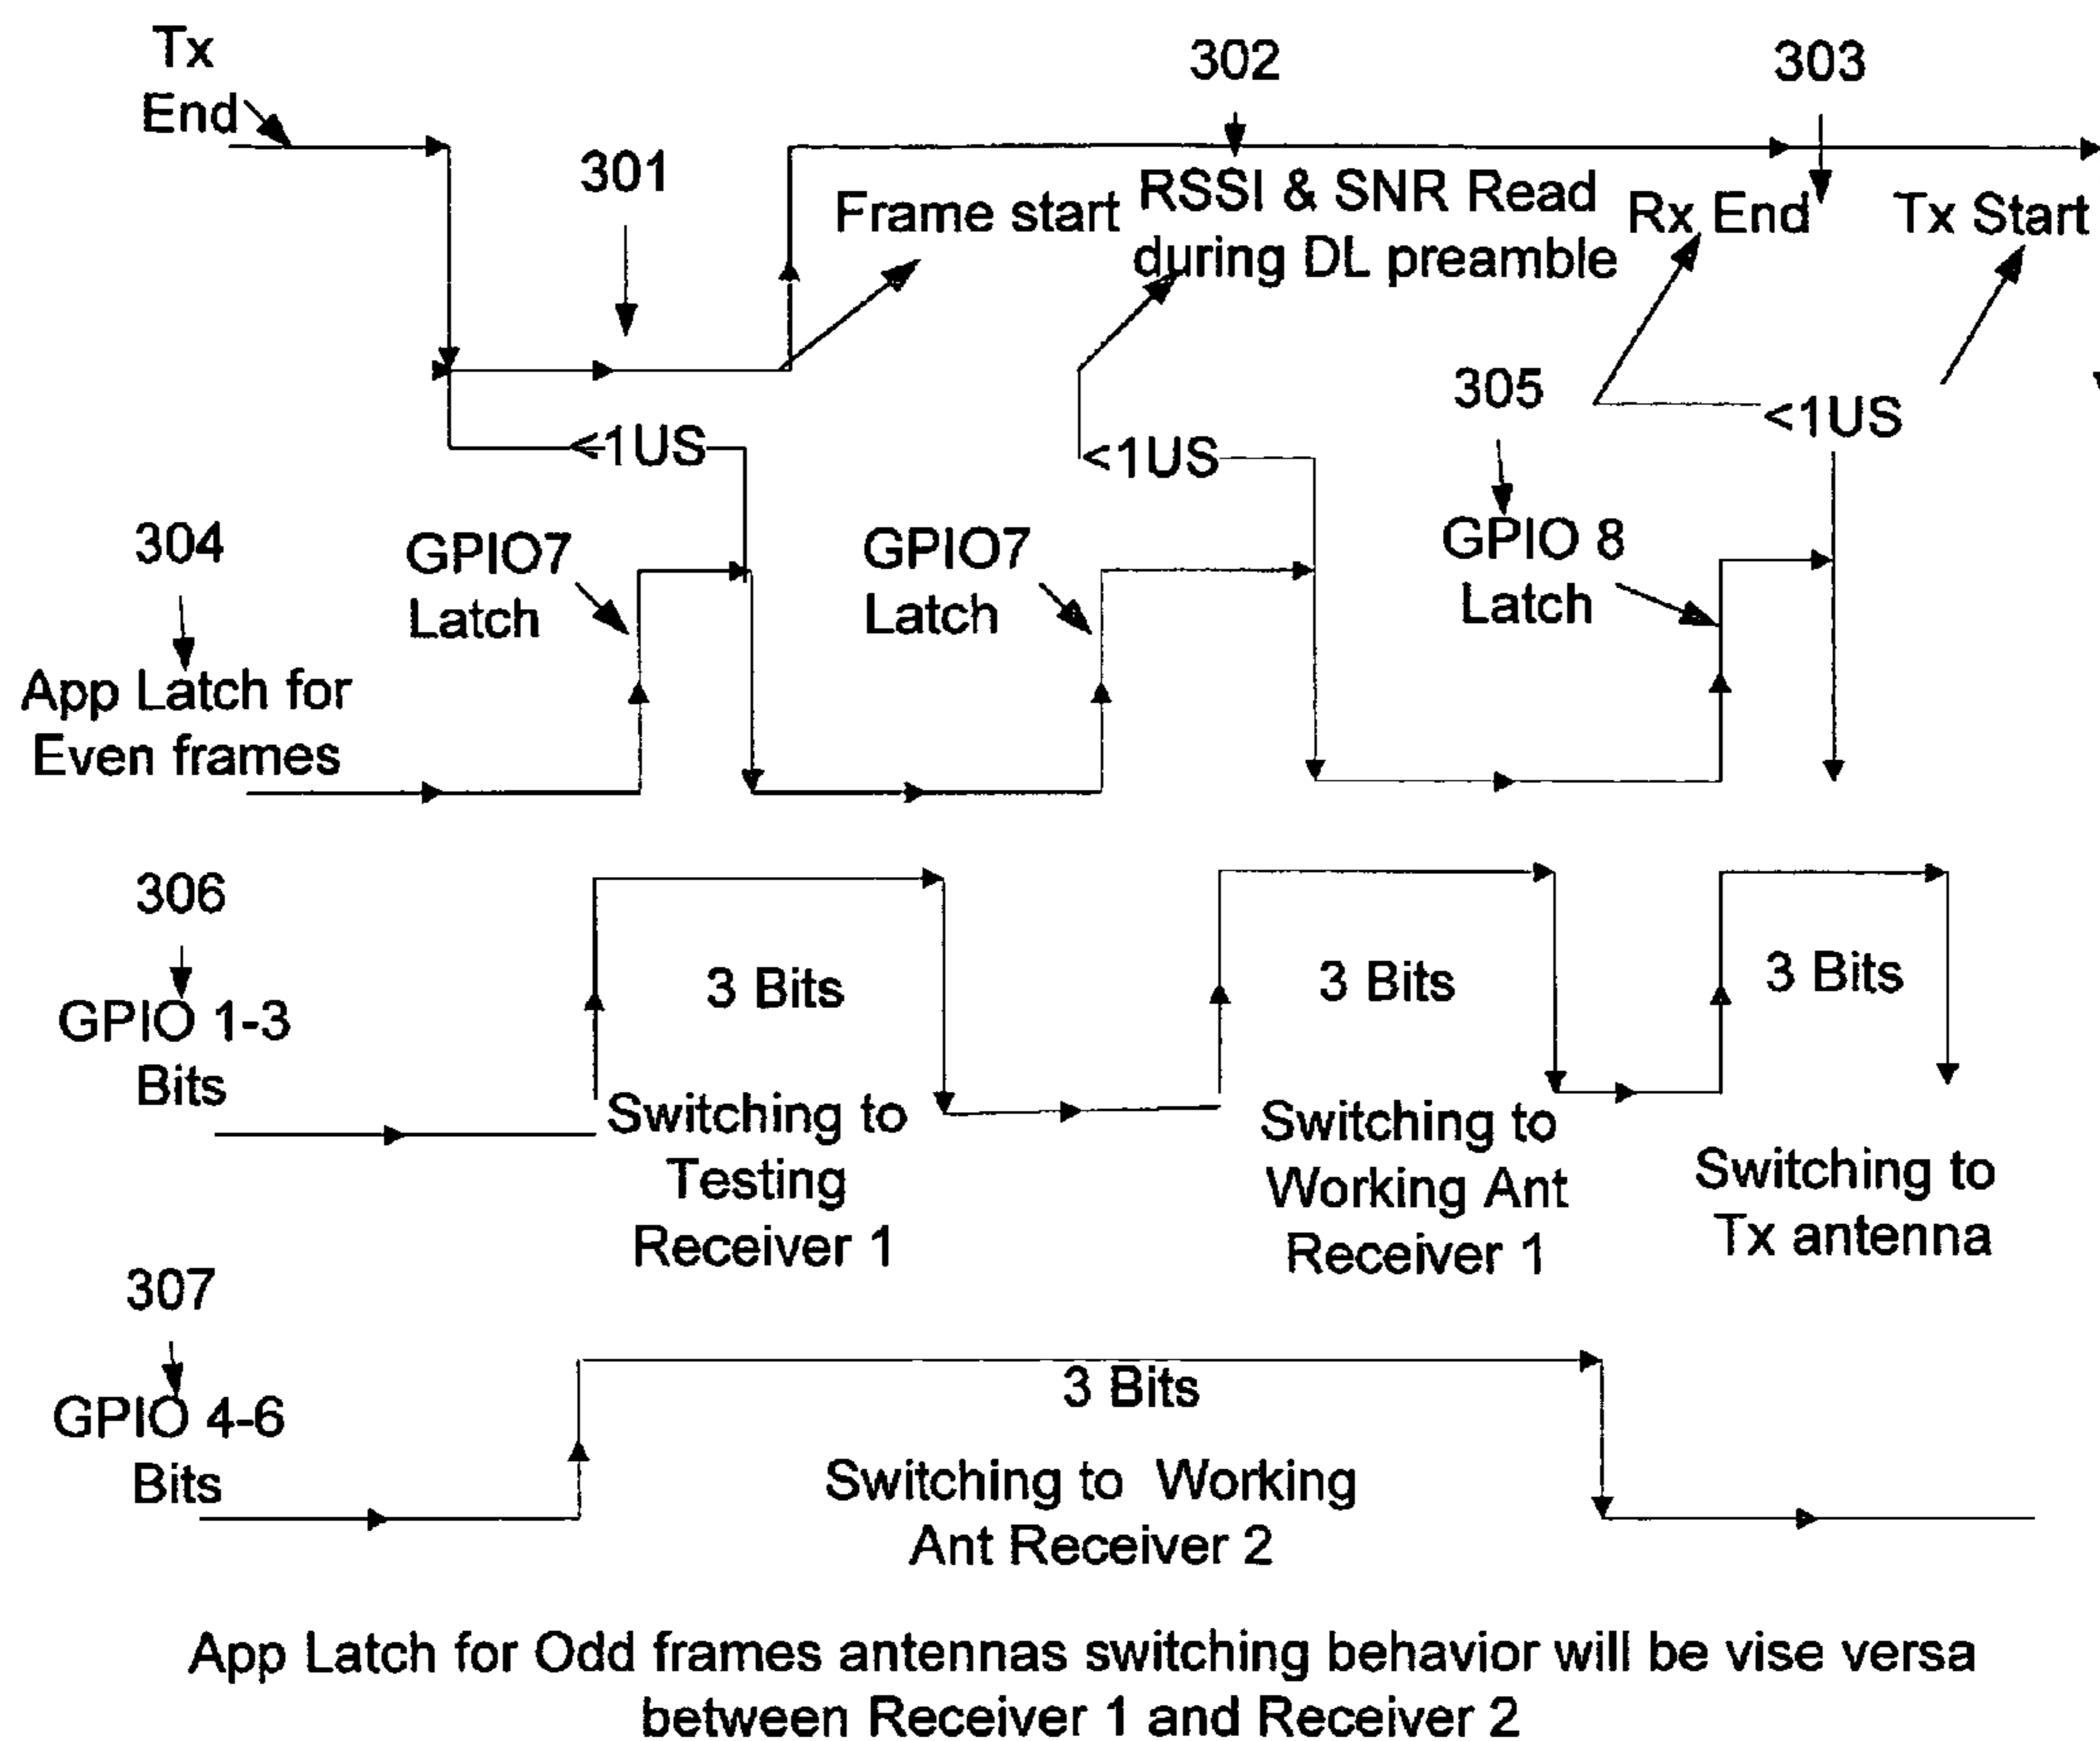 Tx
End
302
303
301
Frame start
RSSI & SNR Read
during DL preamble
Rx End
Tx Start
305
<1US
<1US
<1US
304
GPIO7
Latch
GPIO7
Latch
GPIO 8
Latch
App Latch for
Even frames
306
GPIO 1-3
Bits
3 Bits
3 Bits
3 Bits
Switching to
Testing
Receiver 1
Switching to
Working Ant
Receiver 1
Switching to
Tx antenna
307
GPIO 4-6
Bits
3 Bits
Switching to Working
Ant Receiver 2
App Latch for Odd frames antennas switching behavior will be vise versa
between Receiver 1 and Receiver 2